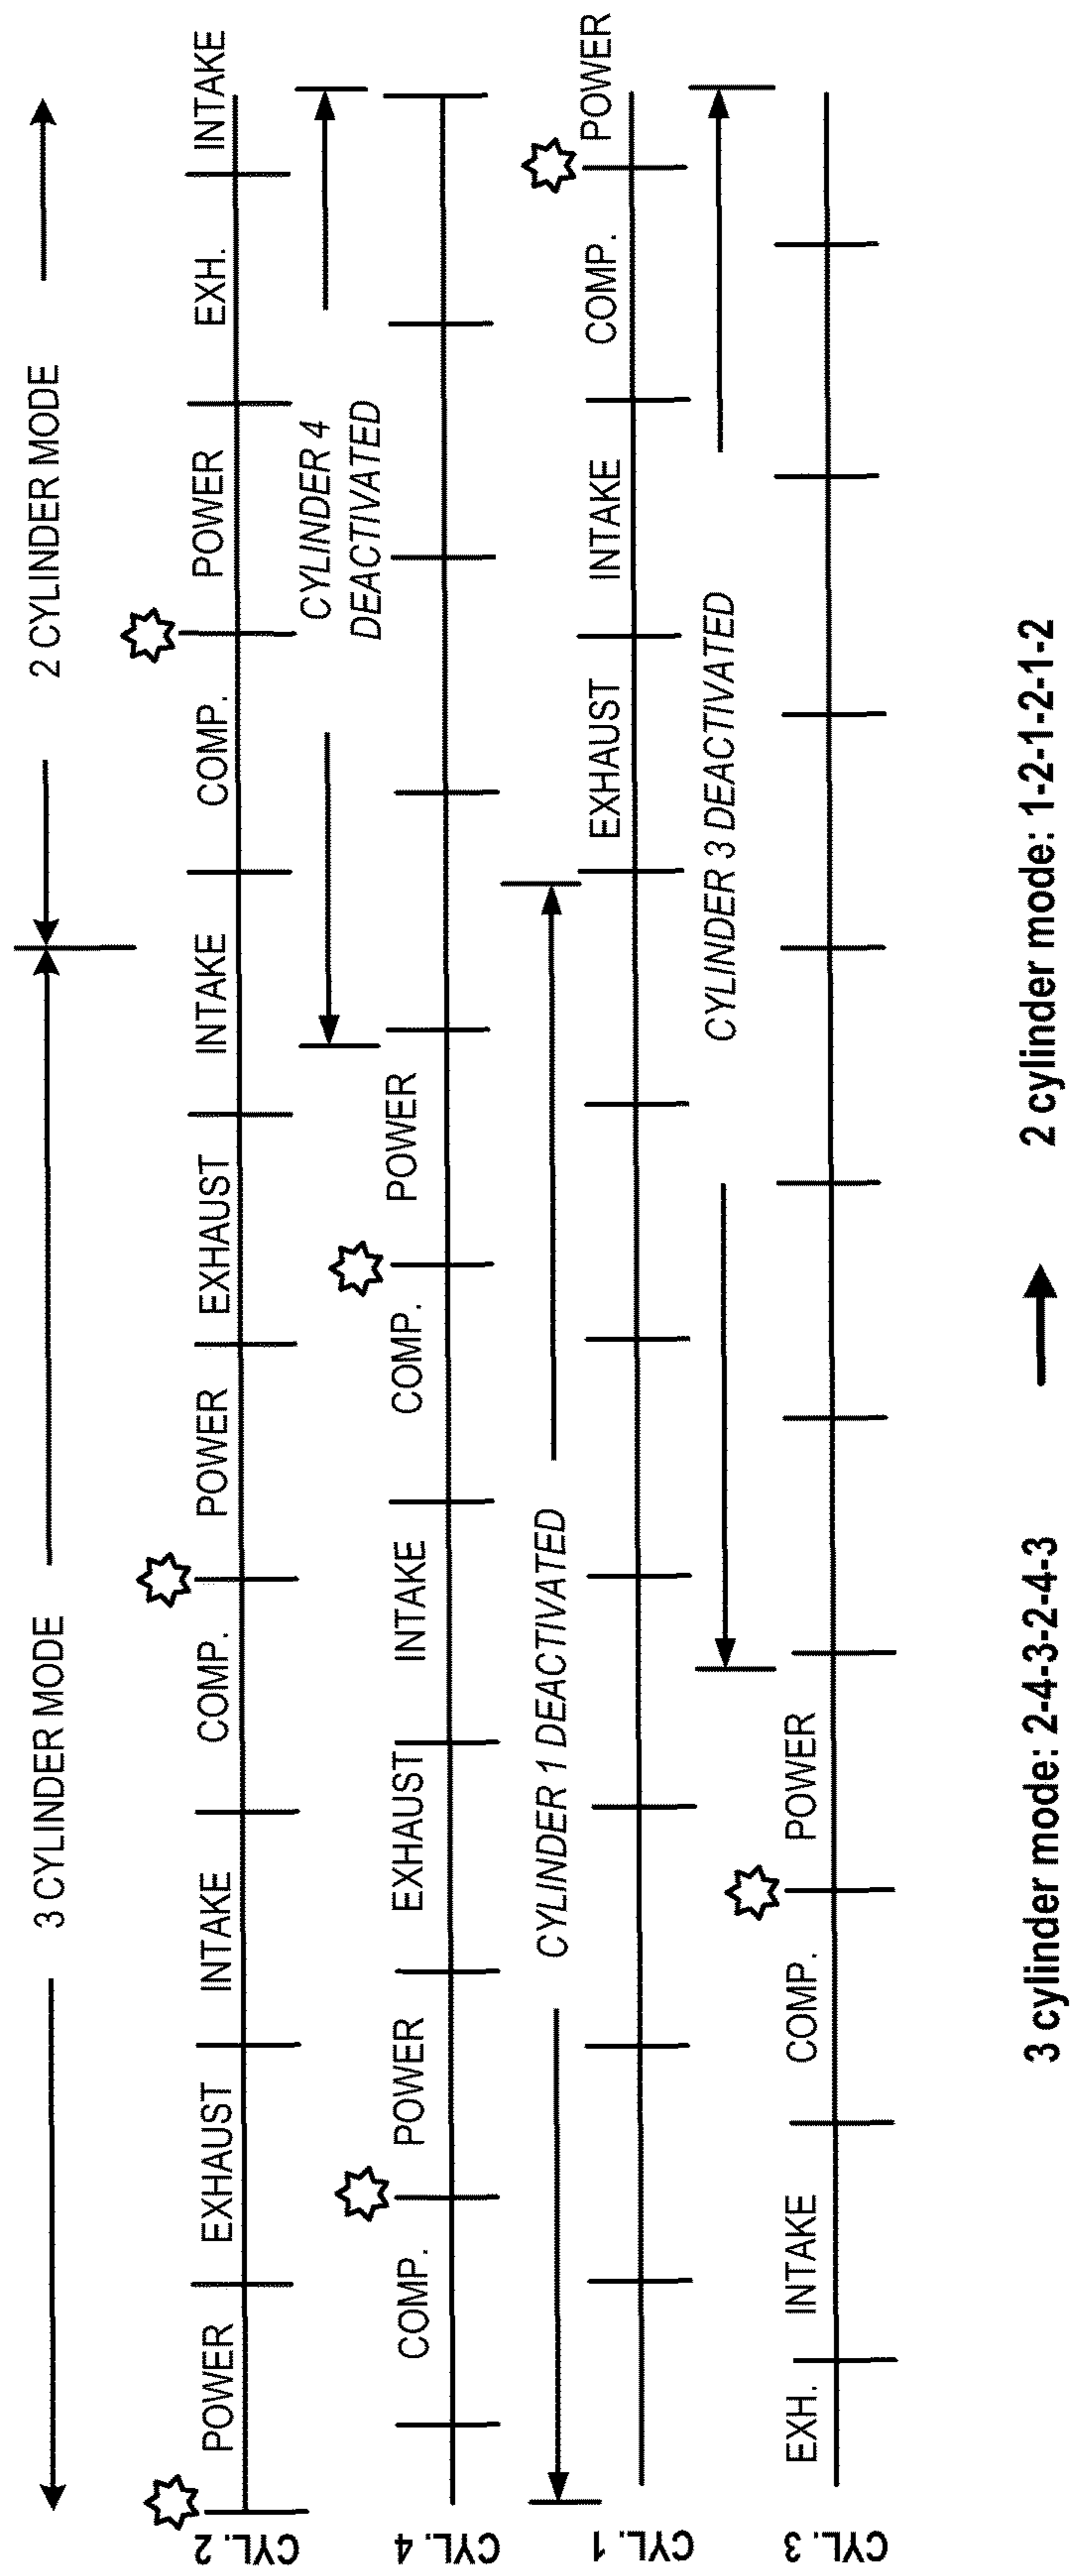 3 CYLINDER MODE
2 CYLINDER MODE
CYL. 2
POWER
EXHAUST
INTAKE
COMP.
POWER
EXHAUST
INTAKE
COMP.
POWER
EXH.
INTAKE
CYLINDER 4
DEACTIVATED
CYL. 4
COMP.
POWER
EXHAUST
INTAKE
COMP.
POWER
CYLINDER 1 DEACTIVATED
CYL. 1
EXHAUST
INTAKE
COMP.
POWER
CYLINDER 3 DEACTIVATED
CYL. 3
EXH.
INTAKE
COMP.
POWER
3 cylinder mode: 2-4-3-2-4-3
2 cylinder mode: 1-2-1-2-1-2